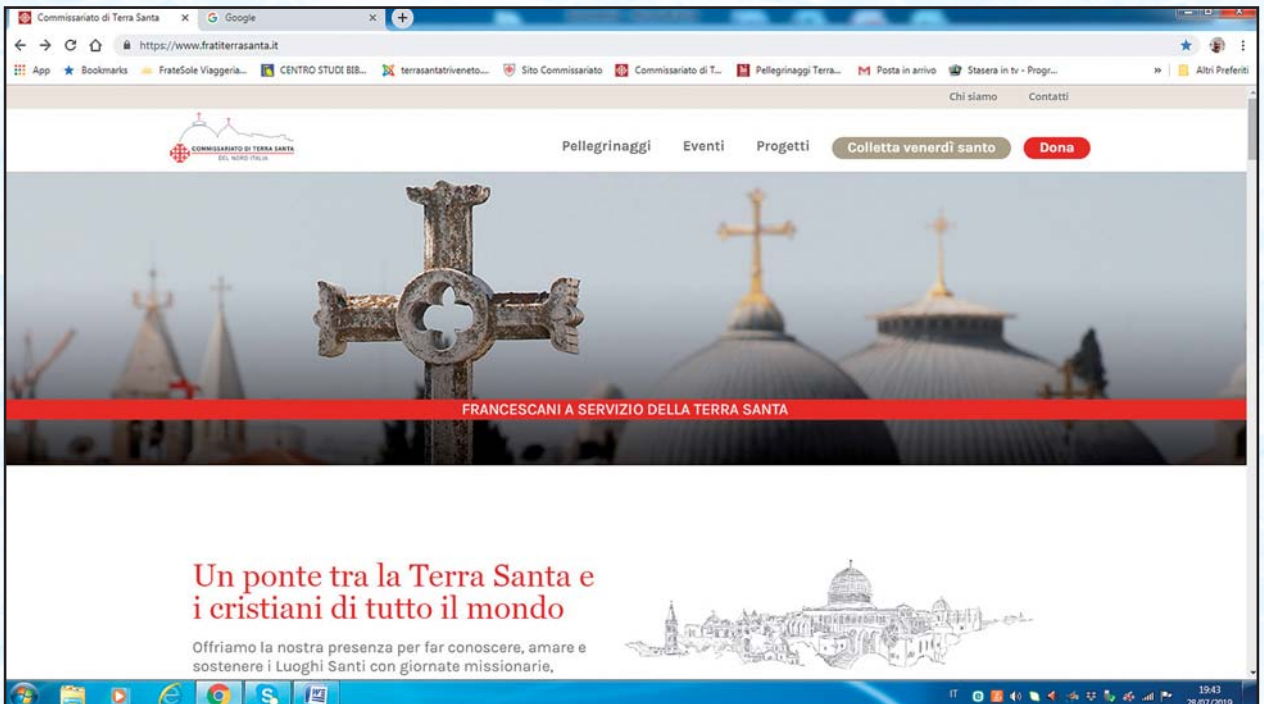 Commissariato di Terra Santa
Google
https://www.fratiterrasanta.it
App
Bookmarks
FrateSole Viaggeria...
CENTRO STUDI BIB...
terrasantatriveneto....
Sito Commissariato
Commissariato di T...
Pellegrinaggi Terra...
Posta in arrivo
Stasera in tv - Progr...
»
Altri Preferiti
Chi siamo
Contatti
COMMISSARIATO DI TERRA SANTA
DEL NORD ITALIA
Pellegrinaggi
Eventi
Progetti
Colletta venerdì santo
Dona
FRANCESCANI A SERVIZIO DELLA TERRA SANTA
Un ponte tra la Terra Santa e
i cristiani di tutto il mondo
Offriamo la nostra presenza per far conoscere, amare e
sostenere i Luoghi Santi con giornate missionarie,
IT
19:43
28/07/2019